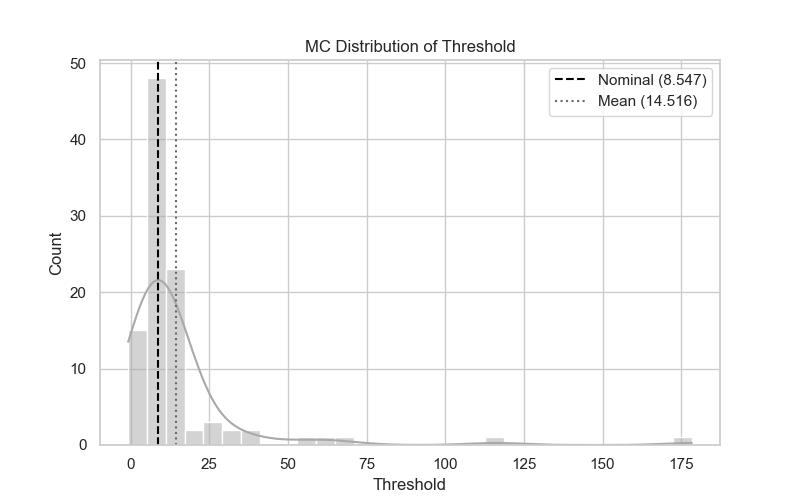 MC Distribution of Threshold
Nominal (8.547)
Mean (14.516)
50
40
30
20
10
0
Count
0 25 50 75 100 125 150 175
Threshold